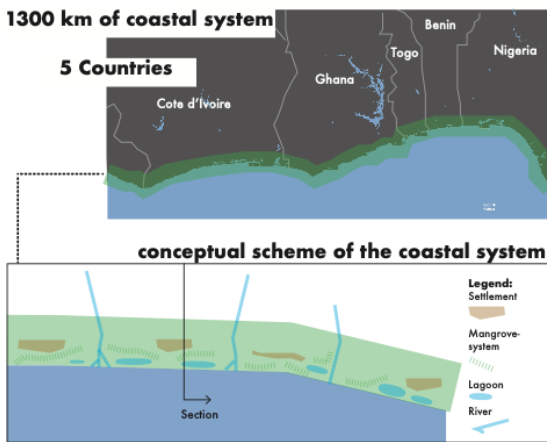 1300 km of coastal system
5 Countries
Cote d'Ivoire
Ghana
Togo
Benin
Nigeria
conceptual scheme of the coastal system
Section
Legend:
Settlement
Mangrove-
system
Lagoon
River